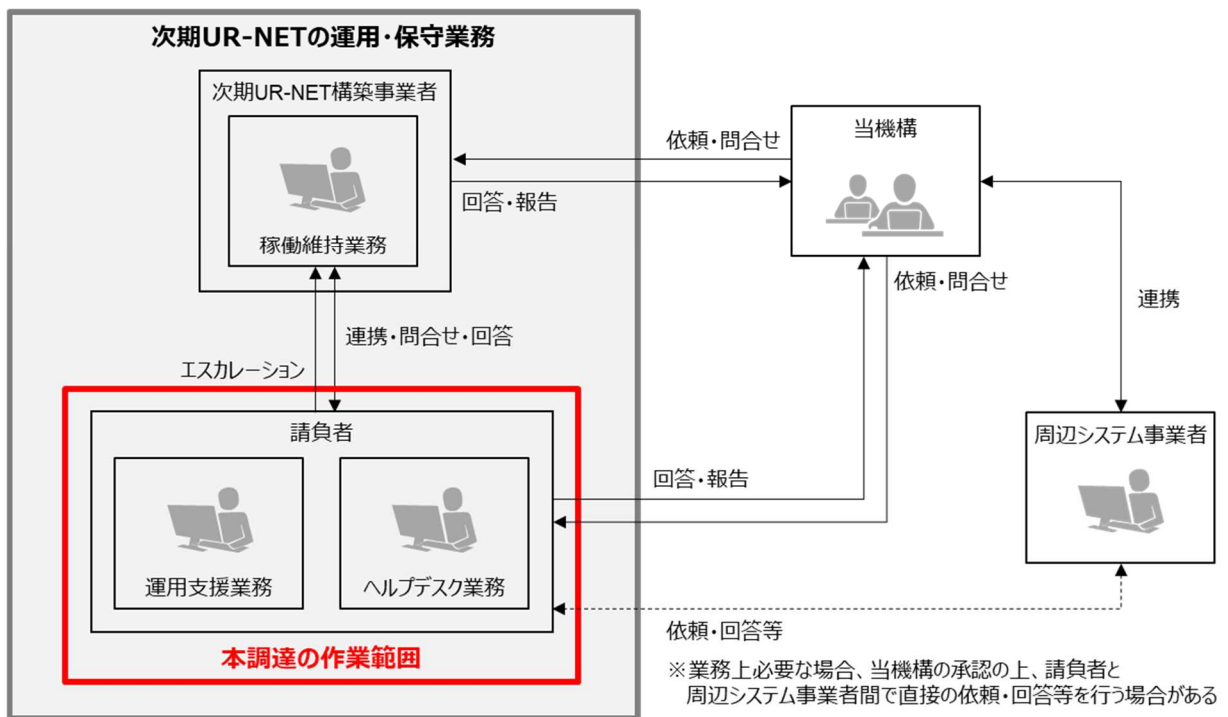 次期UR-NETの運用・保守業務
次期UR-NET構築事業者
稼働維持業務
依頼・問合せ
回答・報告
当機構
依頼・問合せ
連携
連携・問合せ・回答
エスカレーション
請負者
運用支援業務
ヘルプデスク業務
本調達の作業範囲
回答・報告
周辺システム事業者
依頼・回答等
※業務上必要な場合、当機構の承認の上、請負者と
周辺システム事業者間で直接の依頼・回答等を行う場合がある